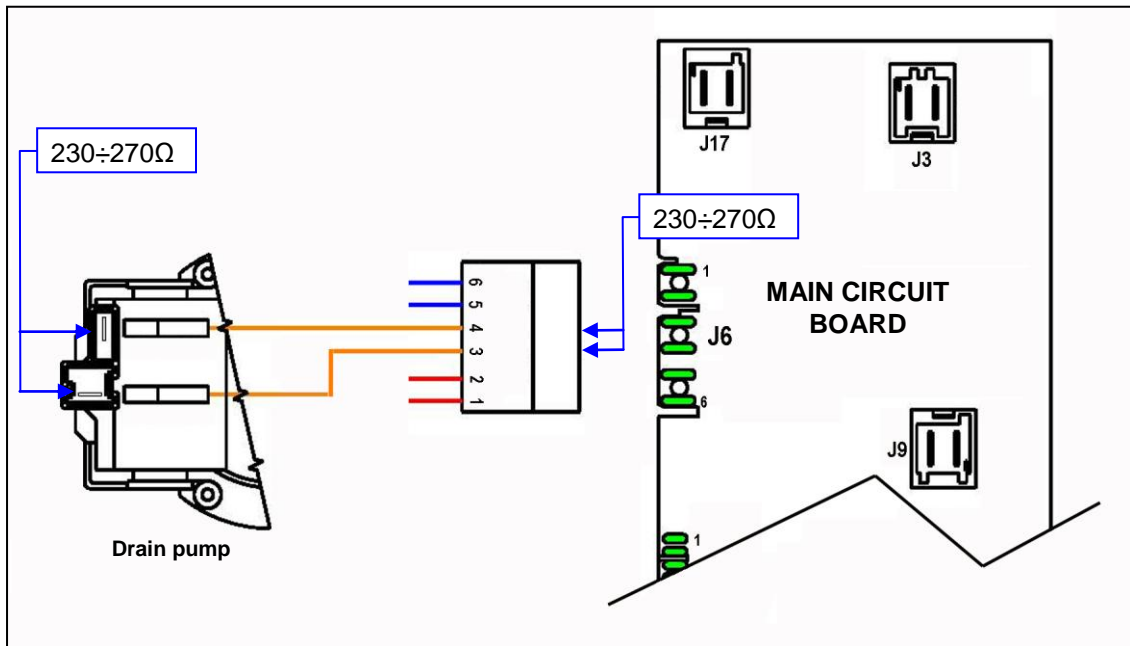 J17
J3
230÷270Ω
230÷270Ω
6
5
4
3
2
1
1
MAIN CIRCUIT
BOARD
J6
6
J9
Drain pump
1